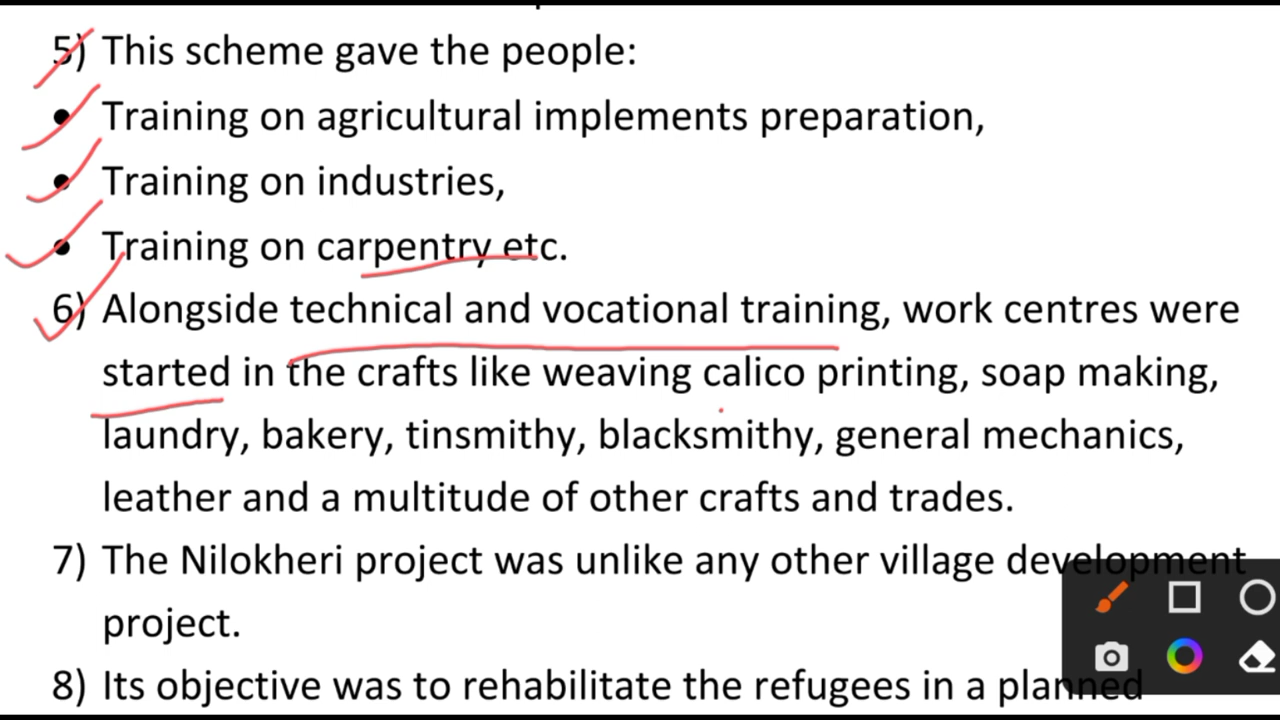 5) This scheme gave the people:
• Training on agricultural implements preparation,
• Training on industries,
• Training on carpentry etc.
6) Alongside technical and vocational training, work centres were
started in the crafts like weaving calico printing, soap making,
laundry, bakery, tinsmithy, blacksmithy, general mechanics,
leather and a multitude of other crafts and trades.
7) The Nilokheri project was unlike any other village development
project.
8) Its objective was to rehabilitate the refugees in a planned